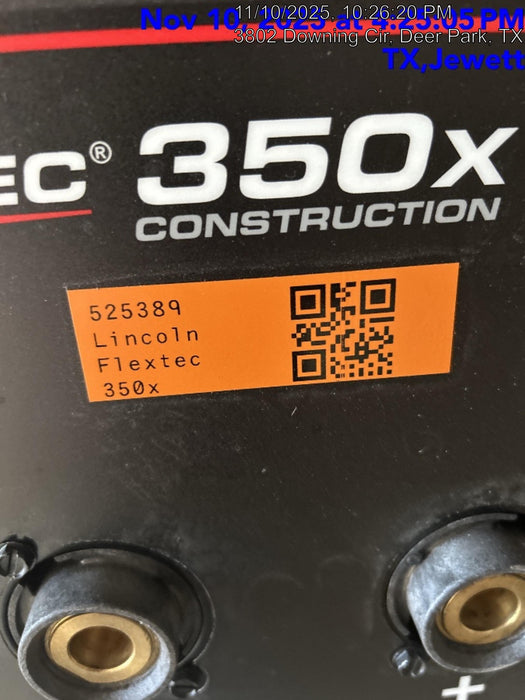 11/10/2025 10:26:20 PM
Nov 10, 2025 at 4:25:05 PM
3802 Downing Cir, Deer Park, TX
TX,Jewett
EC® 350x
CONSTRUCTION
525389
Lincoln
Flextec
350x
+